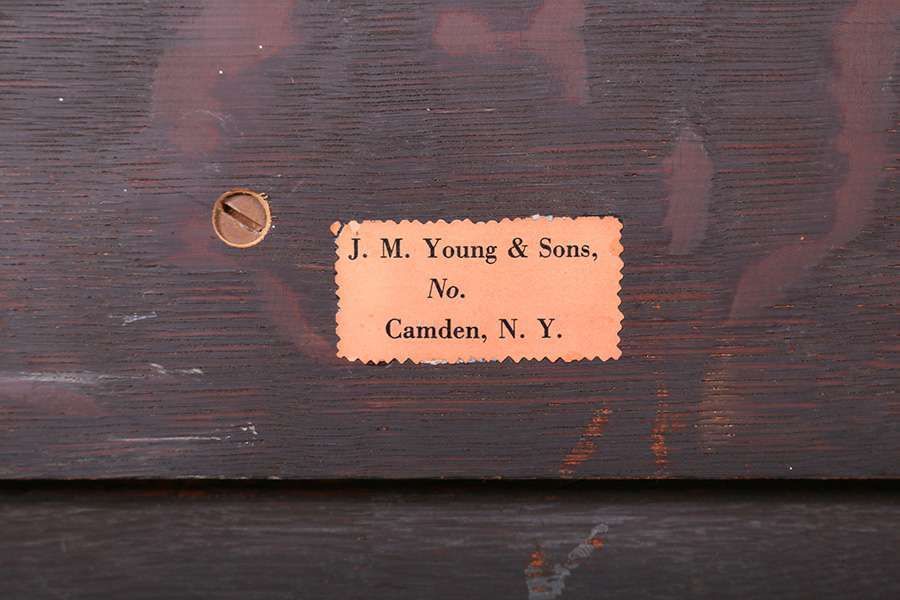 J. M. Young & Sons,
No.
Camden, N. Y.